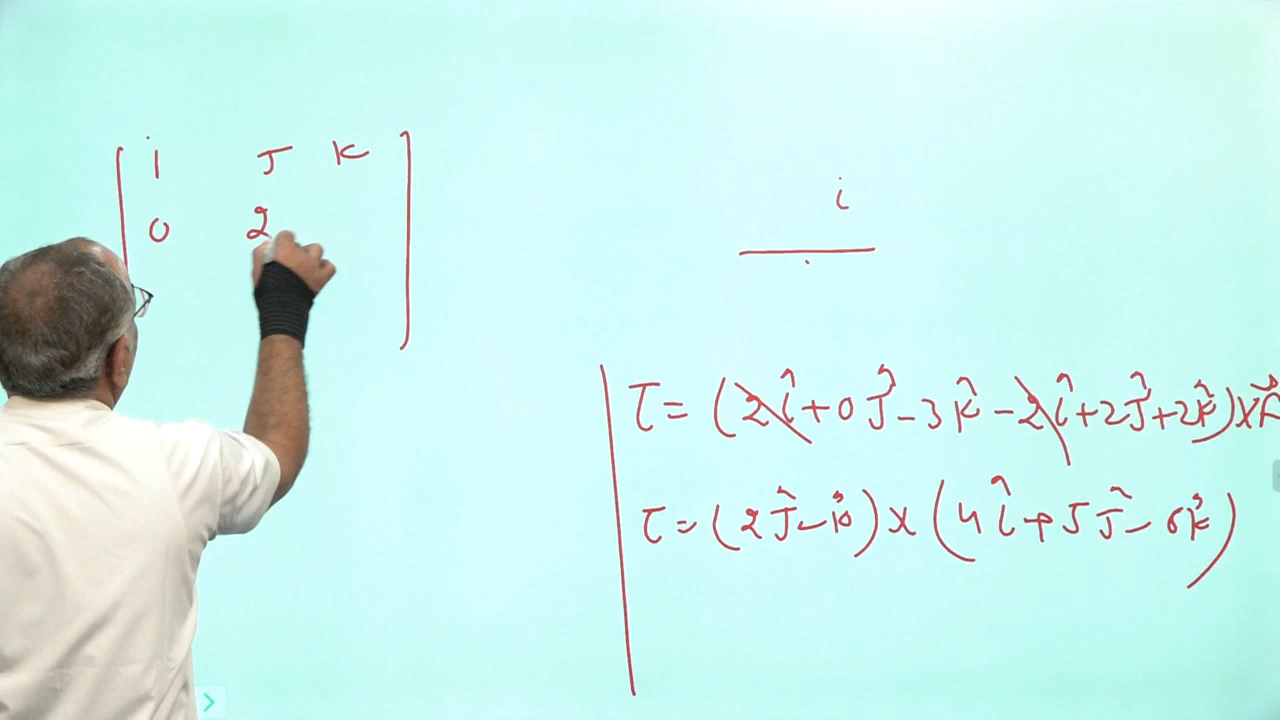 i J K
0 2
i
τ = (2î + 0Ĵ - 3k̂ - 2î + 2Ĵ + 2k̂) ×
τ = (2Ĵ - k̂) × (4î + 5Ĵ - 6k̂)